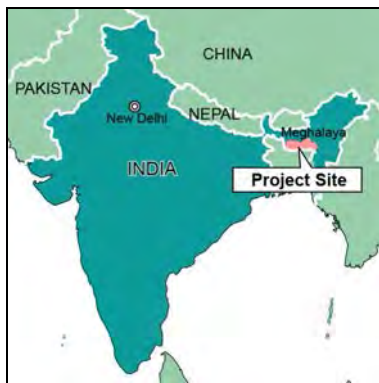 CHINA
PAKISTAN
NEPAL
New Delhi
Meghalaya
INDIA
Project Site